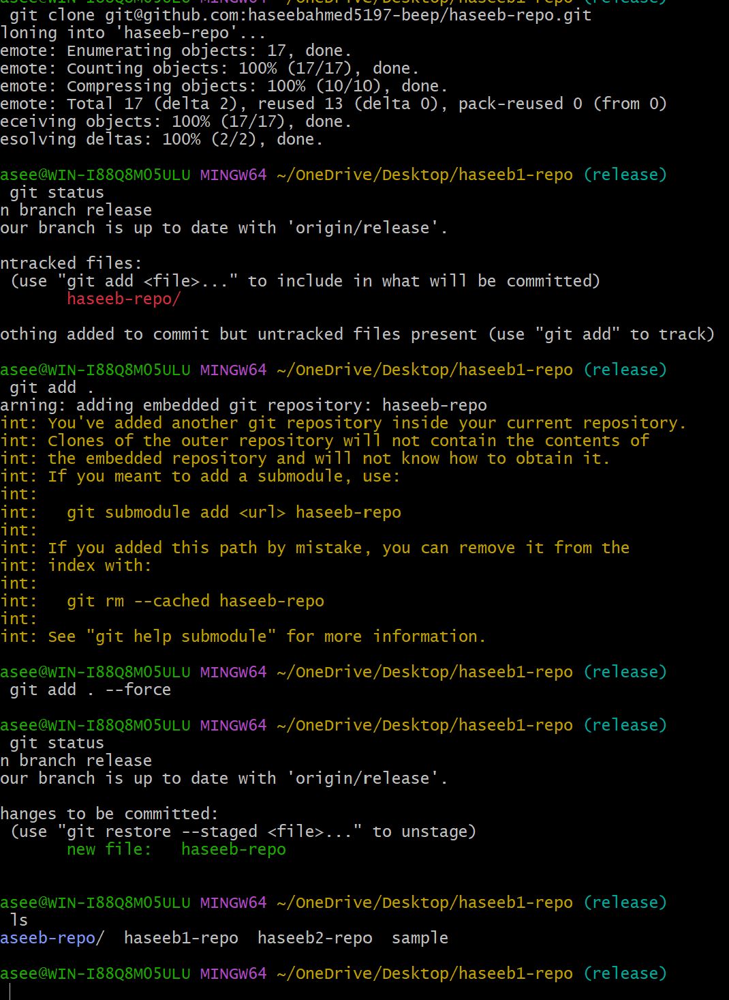 asee@WIN-I88Q8MO5ULU MINGW64 ~/OneDrive/Desktop/haseeb1-repo (release)
git clone git@github.com:haseebahmed5197-beep/haseeb-repo.git
loning into 'haseeb-repo'...
emote: Enumerating objects: 17, done.
emote: Counting objects: 100% (17/17), done.
emote: Compressing objects: 100% (10/10), done.
emote: Total 17 (delta 2), reused 13 (delta 0), pack-reused 0 (from 0)
eceiving objects: 100% (17/17), done.
esolving deltas: 100% (2/2), done.
asee@WIN-I88Q8MO5ULU MINGW64 ~/OneDrive/Desktop/haseeb1-repo (release)
git status
n branch release
our branch is up to date with 'origin/release'.
ntracked files:
(use "git add <file>..." to include in what will be committed)
haseeb-repo/
othing added to commit but untracked files present (use "git add" to track)
asee@WIN-I88Q8MO5ULU MINGW64 ~/OneDrive/Desktop/haseeb1-repo (release)
git add .
arning: adding embedded git repository: haseeb-repo
int: You've added another git repository inside your current repository.
int: Clones of the outer repository will not contain the contents of
int: the embedded repository and will not know how to obtain it.
int: If you meant to add a submodule, use:
int:
int: git submodule add <url> haseeb-repo
int:
int: If you added this path by mistake, you can remove it from the
int: index with:
int:
int: git rm --cached haseeb-repo
int:
int: See "git help submodule" for more information.
asee@WIN-I88Q8MO5ULU MINGW64 ~/OneDrive/Desktop/haseeb1-repo (release)
git add . --force
asee@WIN-I88Q8MO5ULU MINGW64 ~/OneDrive/Desktop/haseeb1-repo (release)
git status
n branch release
our branch is up to date with 'origin/release'.
hanges to be committed:
(use "git restore --staged <file>..." to unstage)
new file: haseeb-repo
asee@WIN-I88Q8MO5ULU MINGW64 ~/OneDrive/Desktop/haseeb1-repo (release)
ls
aseeb-repo/ haseeb1-repo haseeb2-repo sample
asee@WIN-I88Q8MO5ULU MINGW64 ~/OneDrive/Desktop/haseeb1-repo (release)